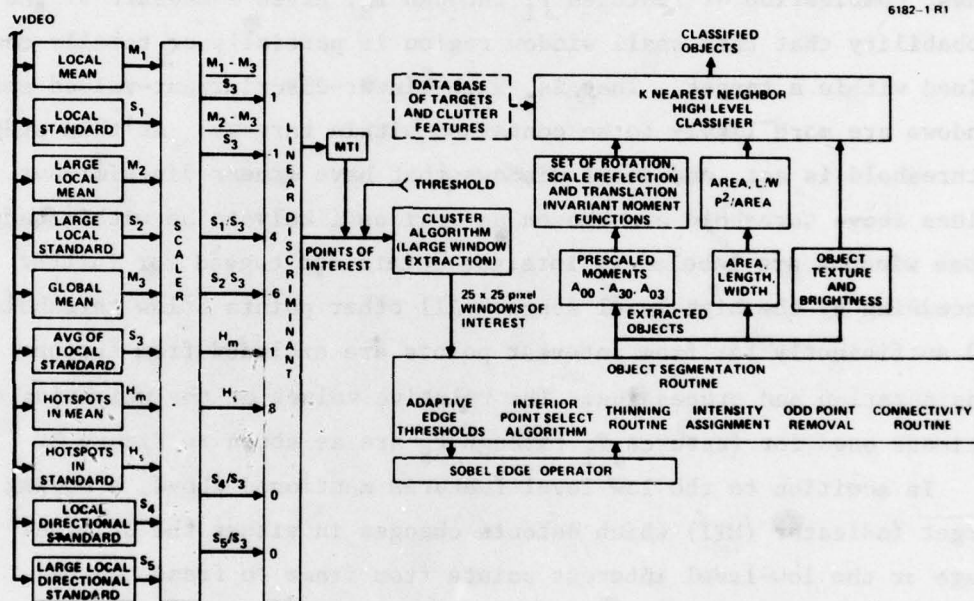 6182-1 R1
VIDEO
LOCAL
MEAN
M1
LOCAL
STANDARD
S1
LARGE
LOCAL
MEAN
M2
LARGE
LOCAL
STANDARD
S2
GLOBAL
MEAN
M3
AVG OF
LOCAL
STANDARD
S3
HOTSPOTS
IN MEAN
H
HOTSPOTS
IN
STANDARD
H
LOCAL
DIRECTIONAL
STANDARD
S4
LARGE LOCAL
DIRECTIONAL
STANDARD
S5
SCALER
M1 - M3
S3
1
M2 - M3
S3
-1
S1/S3
4
S2/S3
-6
Hm
8
8
S4/S3
0
S5/S3
0
LINEAR DISCRIMINANT
MTI
THRESHOLD
POINTS OF
INTEREST
CLUSTER
ALGORITHM
(LARGE WINDOW
EXTRACTION)
25 x 25 pixel
WINDOWS OF
INTEREST
DATA BASE
OF TARGETS
AND CLUTTER
FEATURES
CLASSIFIED
OBJECTS
K NEAREST NEIGHBOR
HIGH LEVEL
CLASSIFIER
SET OF ROTATION,
SCALE REFLECTION
AND TRANSLATION
INVARIANT MOMENT
FUNCTIONS
AREA, L/W
P2/AREA
PRESCALED
MOMENTS
A00 - A30 - A03
AREA
LENGTH
WIDTH
OBJECT
TEXTURE
AND
BRIGHTNESS
EXTRACTED
OBJECTS
OBJECT SEGMENTATION
ROUTINE
ADAPTIVE
EDGE
THRESHOLDS
INTERIOR
POINT SELECT
ALGORITHM
THINNING
ROUTINE
INTENSITY
ASSIGNMENT
ODD POINT
REMOVAL
CONNECTIVITY
ROUTINE
SOBEL EDGE OPERATOR